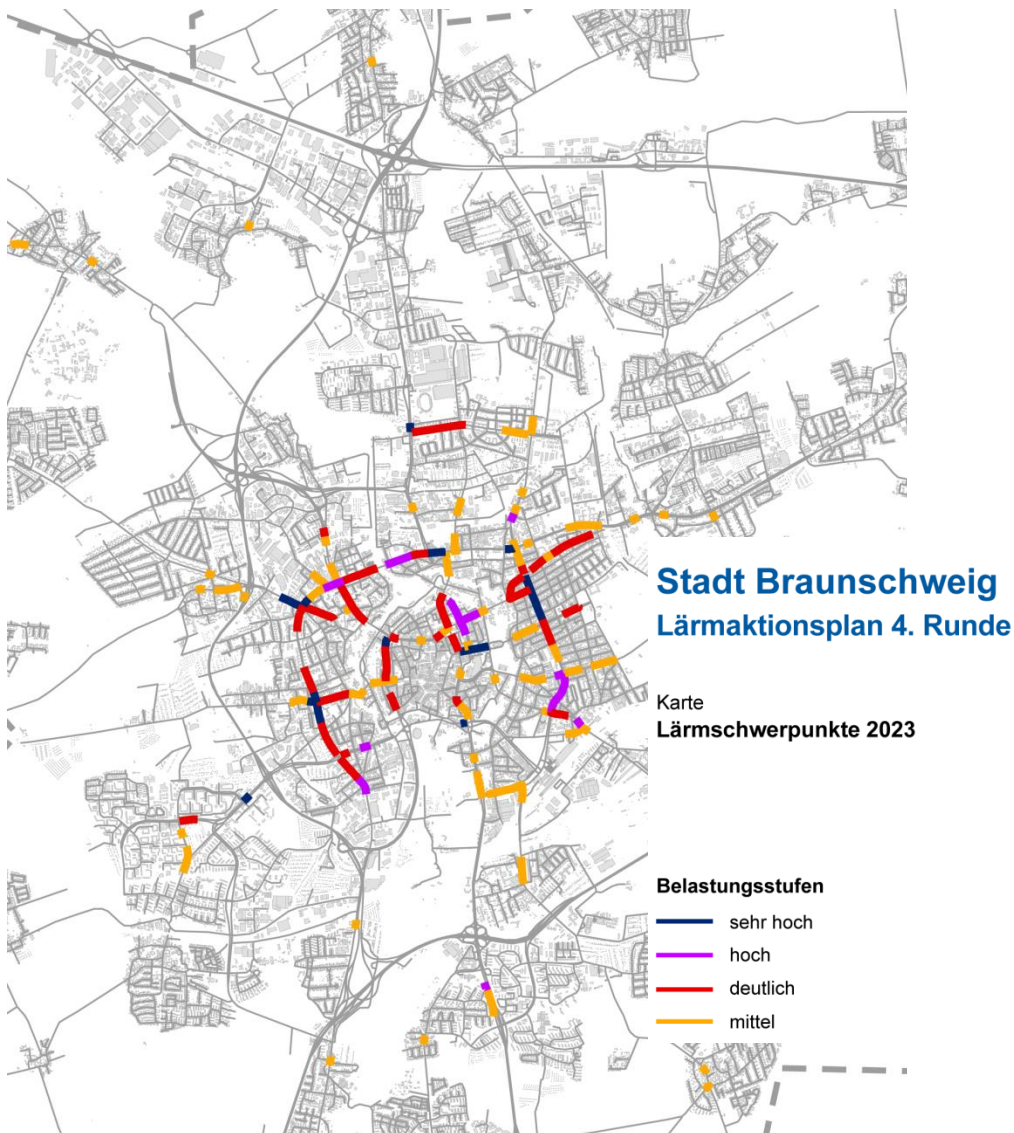 Stadt Braunschweig
Lärmaktionsplan 4. Runde
Karte
Lärmschwerpunkte 2023
Belastungsstufen
sehr hoch
hoch
deutlich
mittel